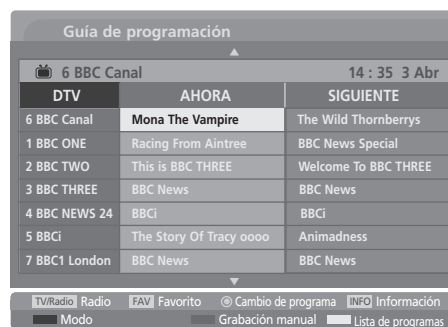 Guía de programación
6 BBC Canal 14 : 35 3 Abr
DTV AHORA SIGUIENTE
6 BBC Canal Mona The Vampire The Wild Thornberrys
1 BBC ONE Racing From Aintree BBC News Special
2 BBC TWO This is BBC THREE Welcome To BBC THREE
3 BBC THREE BBC News BBC News
4 BBC NEWS 24 BBCi BBCi
5 BBCi The Story Of Tracy oooo Animadness
7 BBC1 London BBC News BBC News
TV/Radio Radio FAV Favorito Cambio de programa INFO Información
Modo Grabación manual Lista de programas